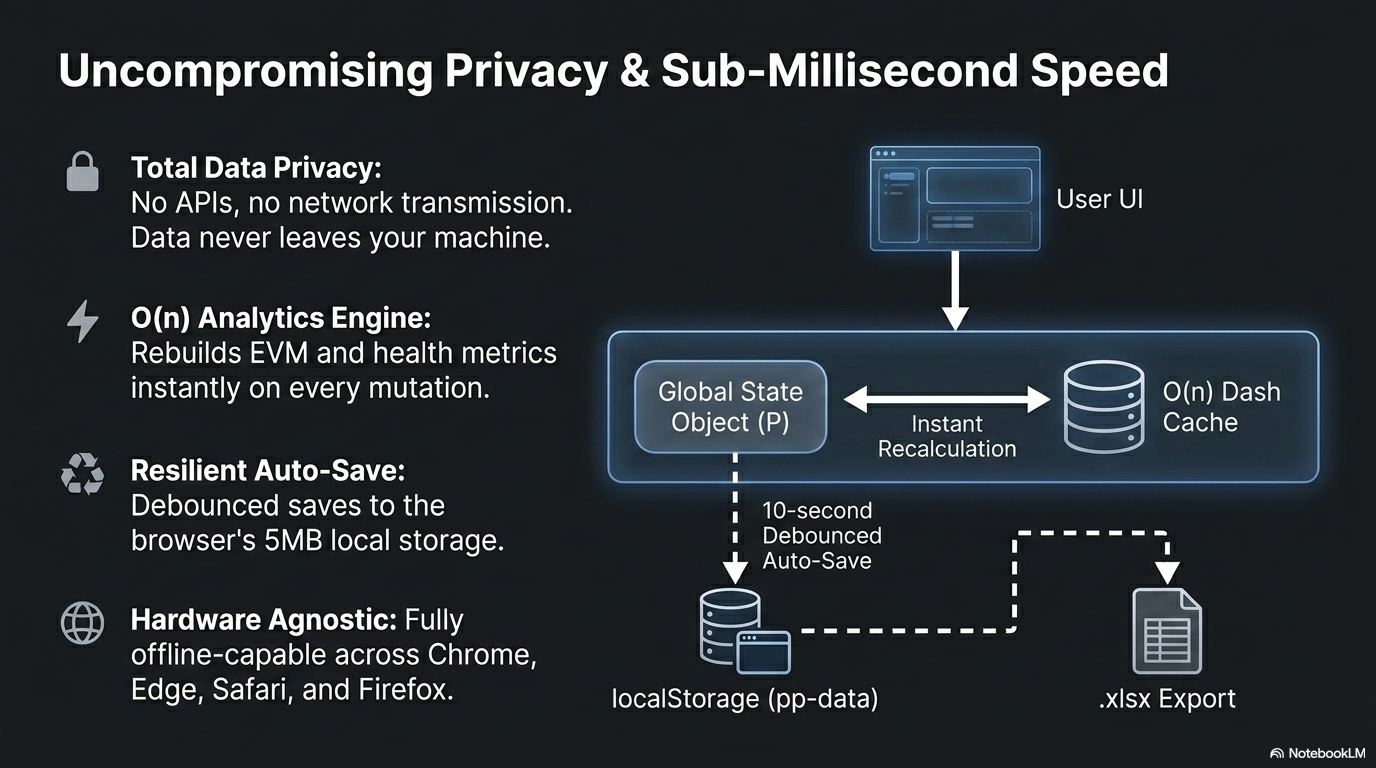 Uncompromising Privacy & Sub-Millisecond Speed
Total Data Privacy:
No APIs, no network transmission.
Data never leaves your machine.
O(n) Analytics Engine:
Rebuilds EVM and health metrics
instantly on every mutation.
Resilient Auto-Save:
Debounced saves to the
browser's 5MB local storage.
Hardware Agnostic: Fully
offline-capable across Chrome,
Edge, Safari, and Firefox.
User UI
Global State
Object (P)
Instant
Recalculation
O(n) Dash
Cache
10-second
Debounced
Auto-Save
localStorage (pp-data)
.xlsx Export
NotebookLM